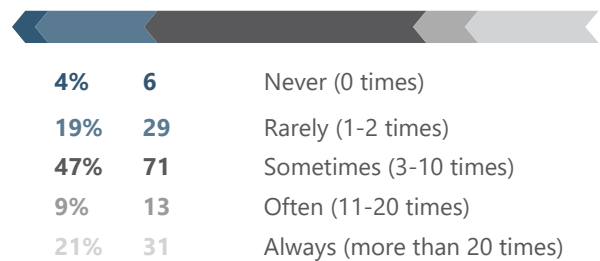 4% 6 Never (0 times)
19% 29 Rarely (1-2 times)
47% 71 Sometimes (3-10 times)
9% 13 Often (11-20 times)
21% 31 Always (more than 20 times)